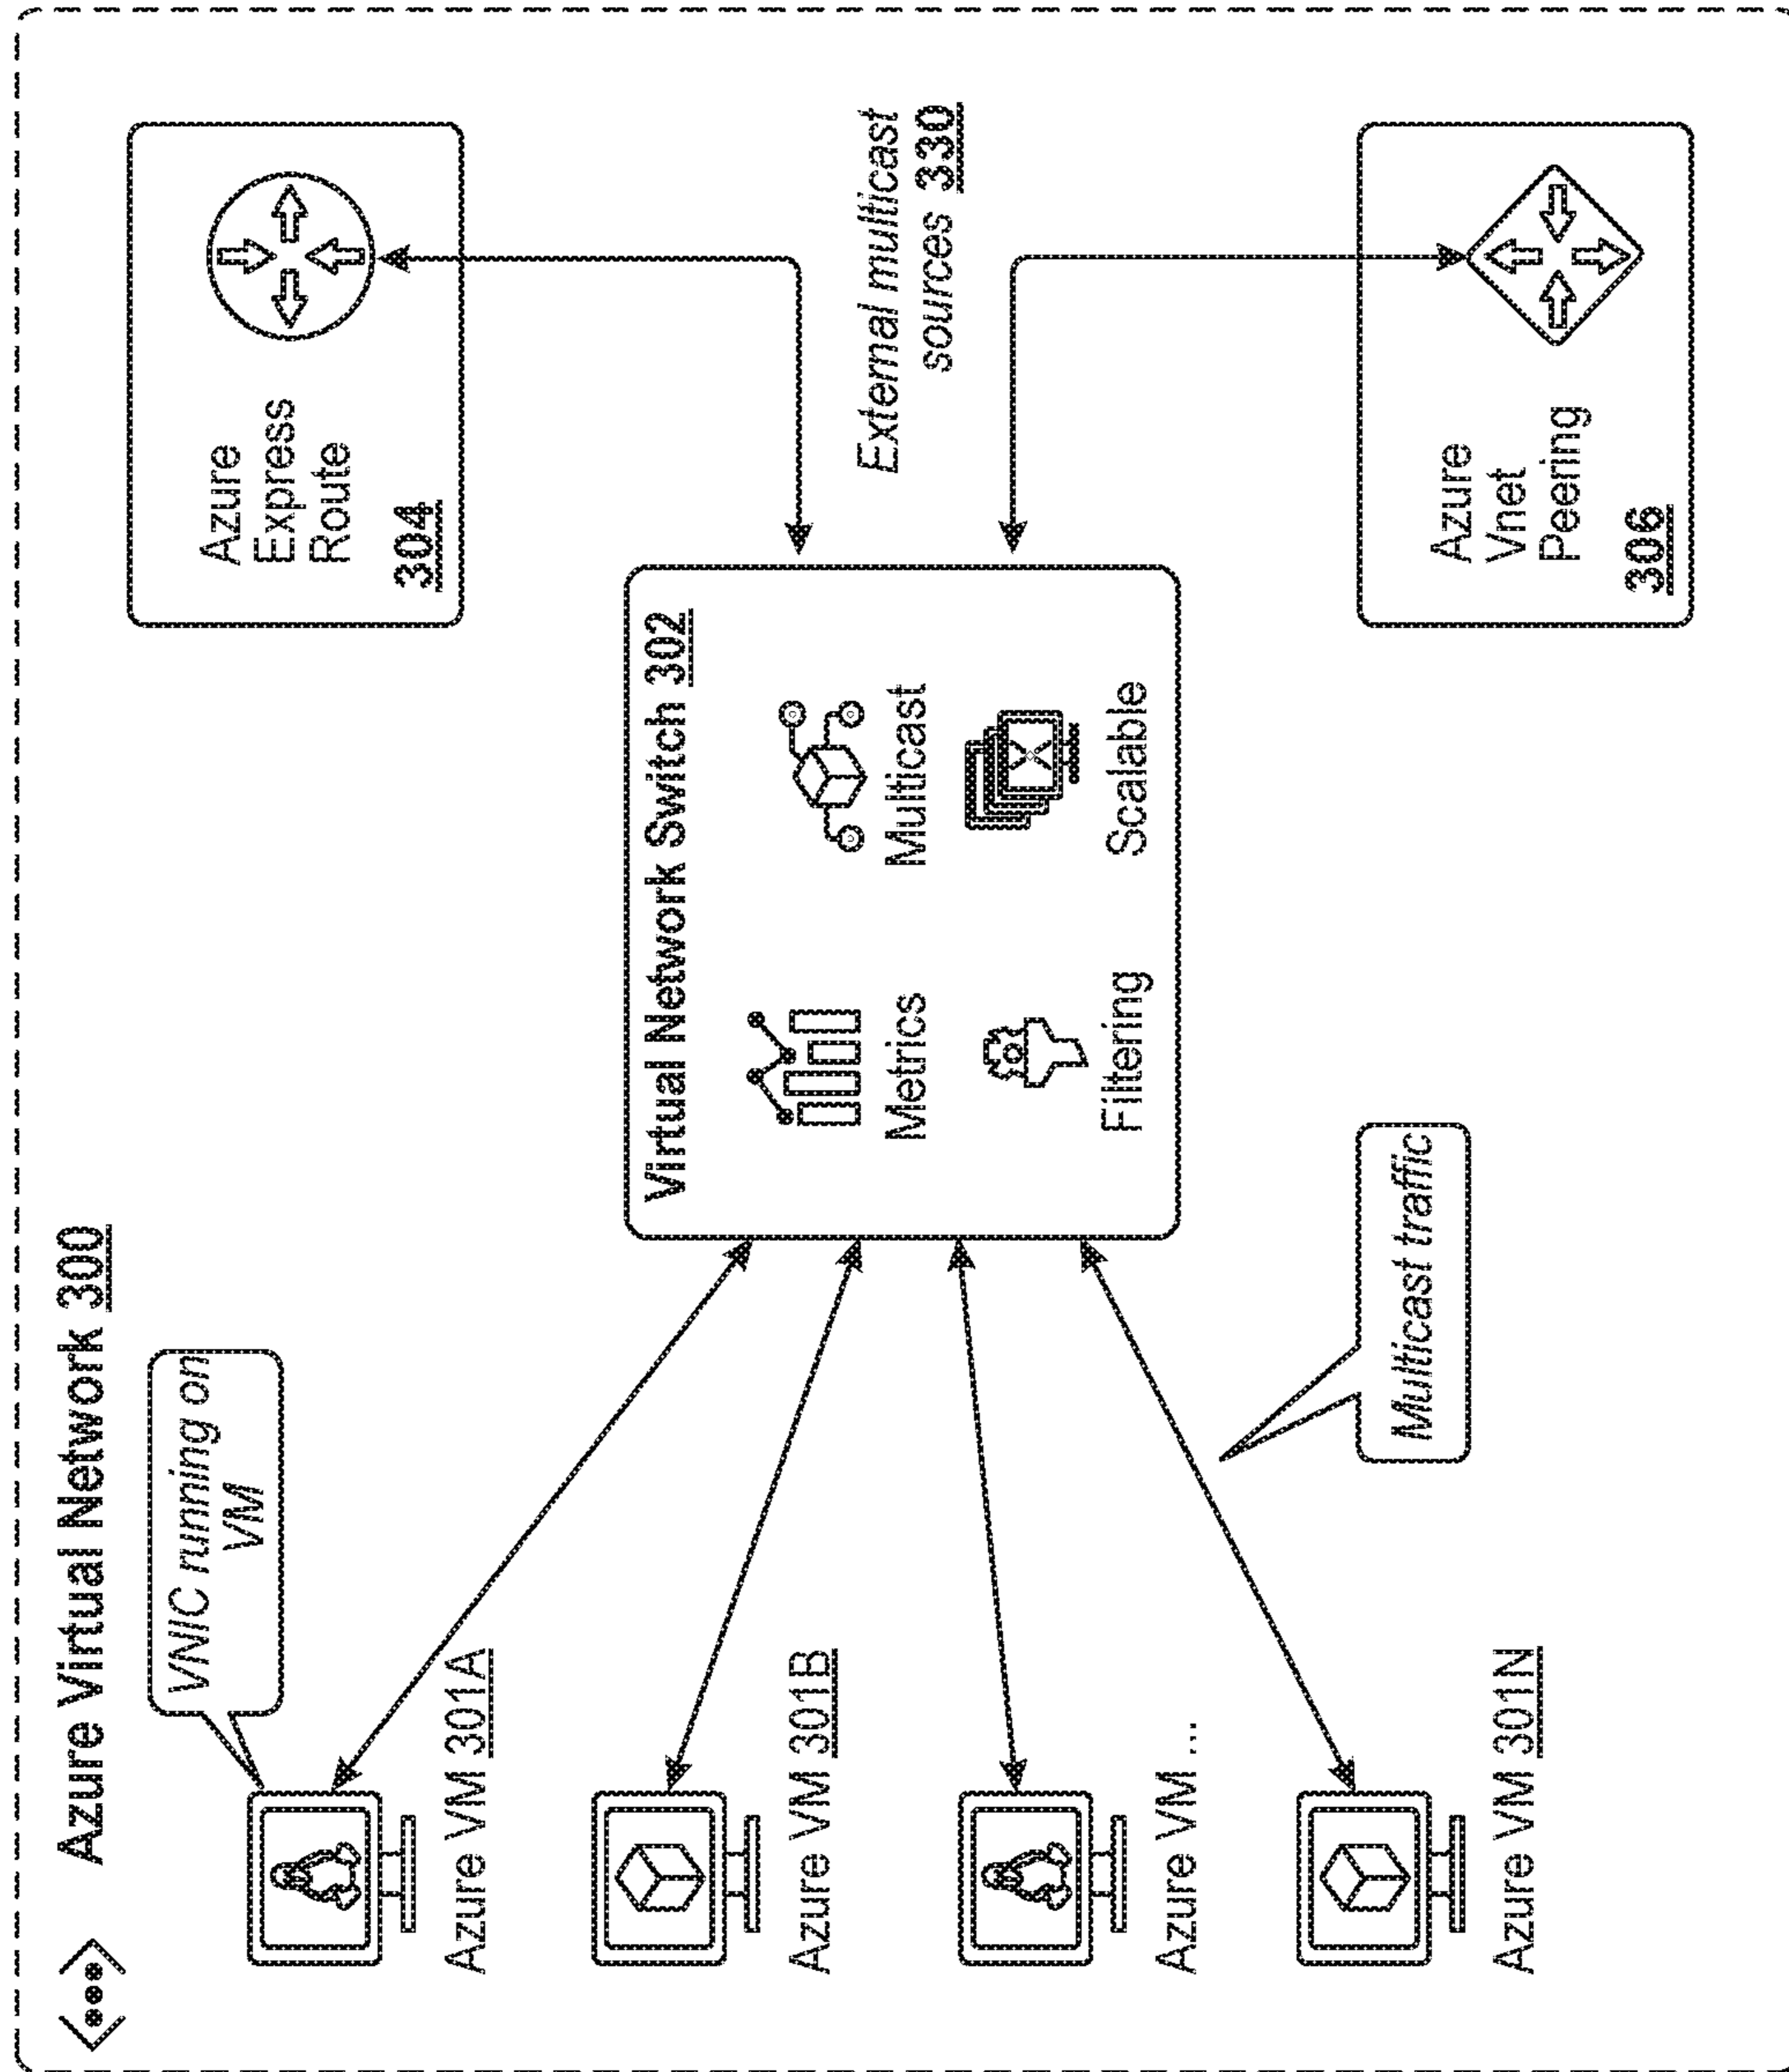 Azure Virtual Network 300
VNIC running on
VM
Azure VM 301A
Azure VM 301B
Azure VM ...
Azure VM 301N
Multicast traffic
Virtual Network Switch 302
Metrics
Multicast
Filtering
Scalable
Azure
Express
Route
304
External multicast
sources 330
Azure
Vnet
Peering
306